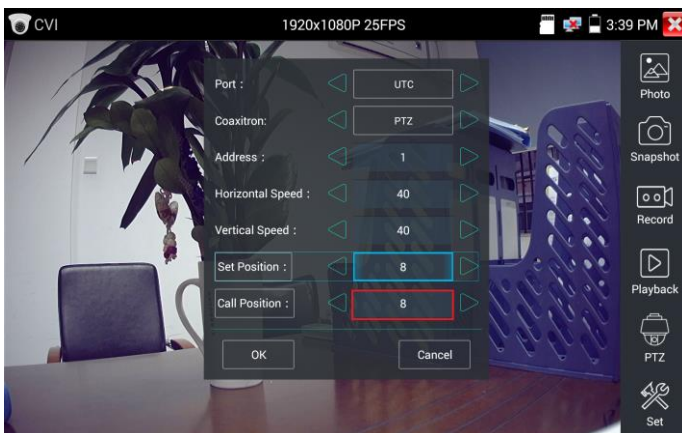 CVI 1920x1080P 25FPS 3:39 PM
Port : UTC
Coaxitron: PTZ
Address : 1
Horizontal Speed : 40
Vertical Speed : 40
Set Position : 8
Call Position : 8
OK Cancel
Photo
Snapshot
Record
Playback
PTZ
Set